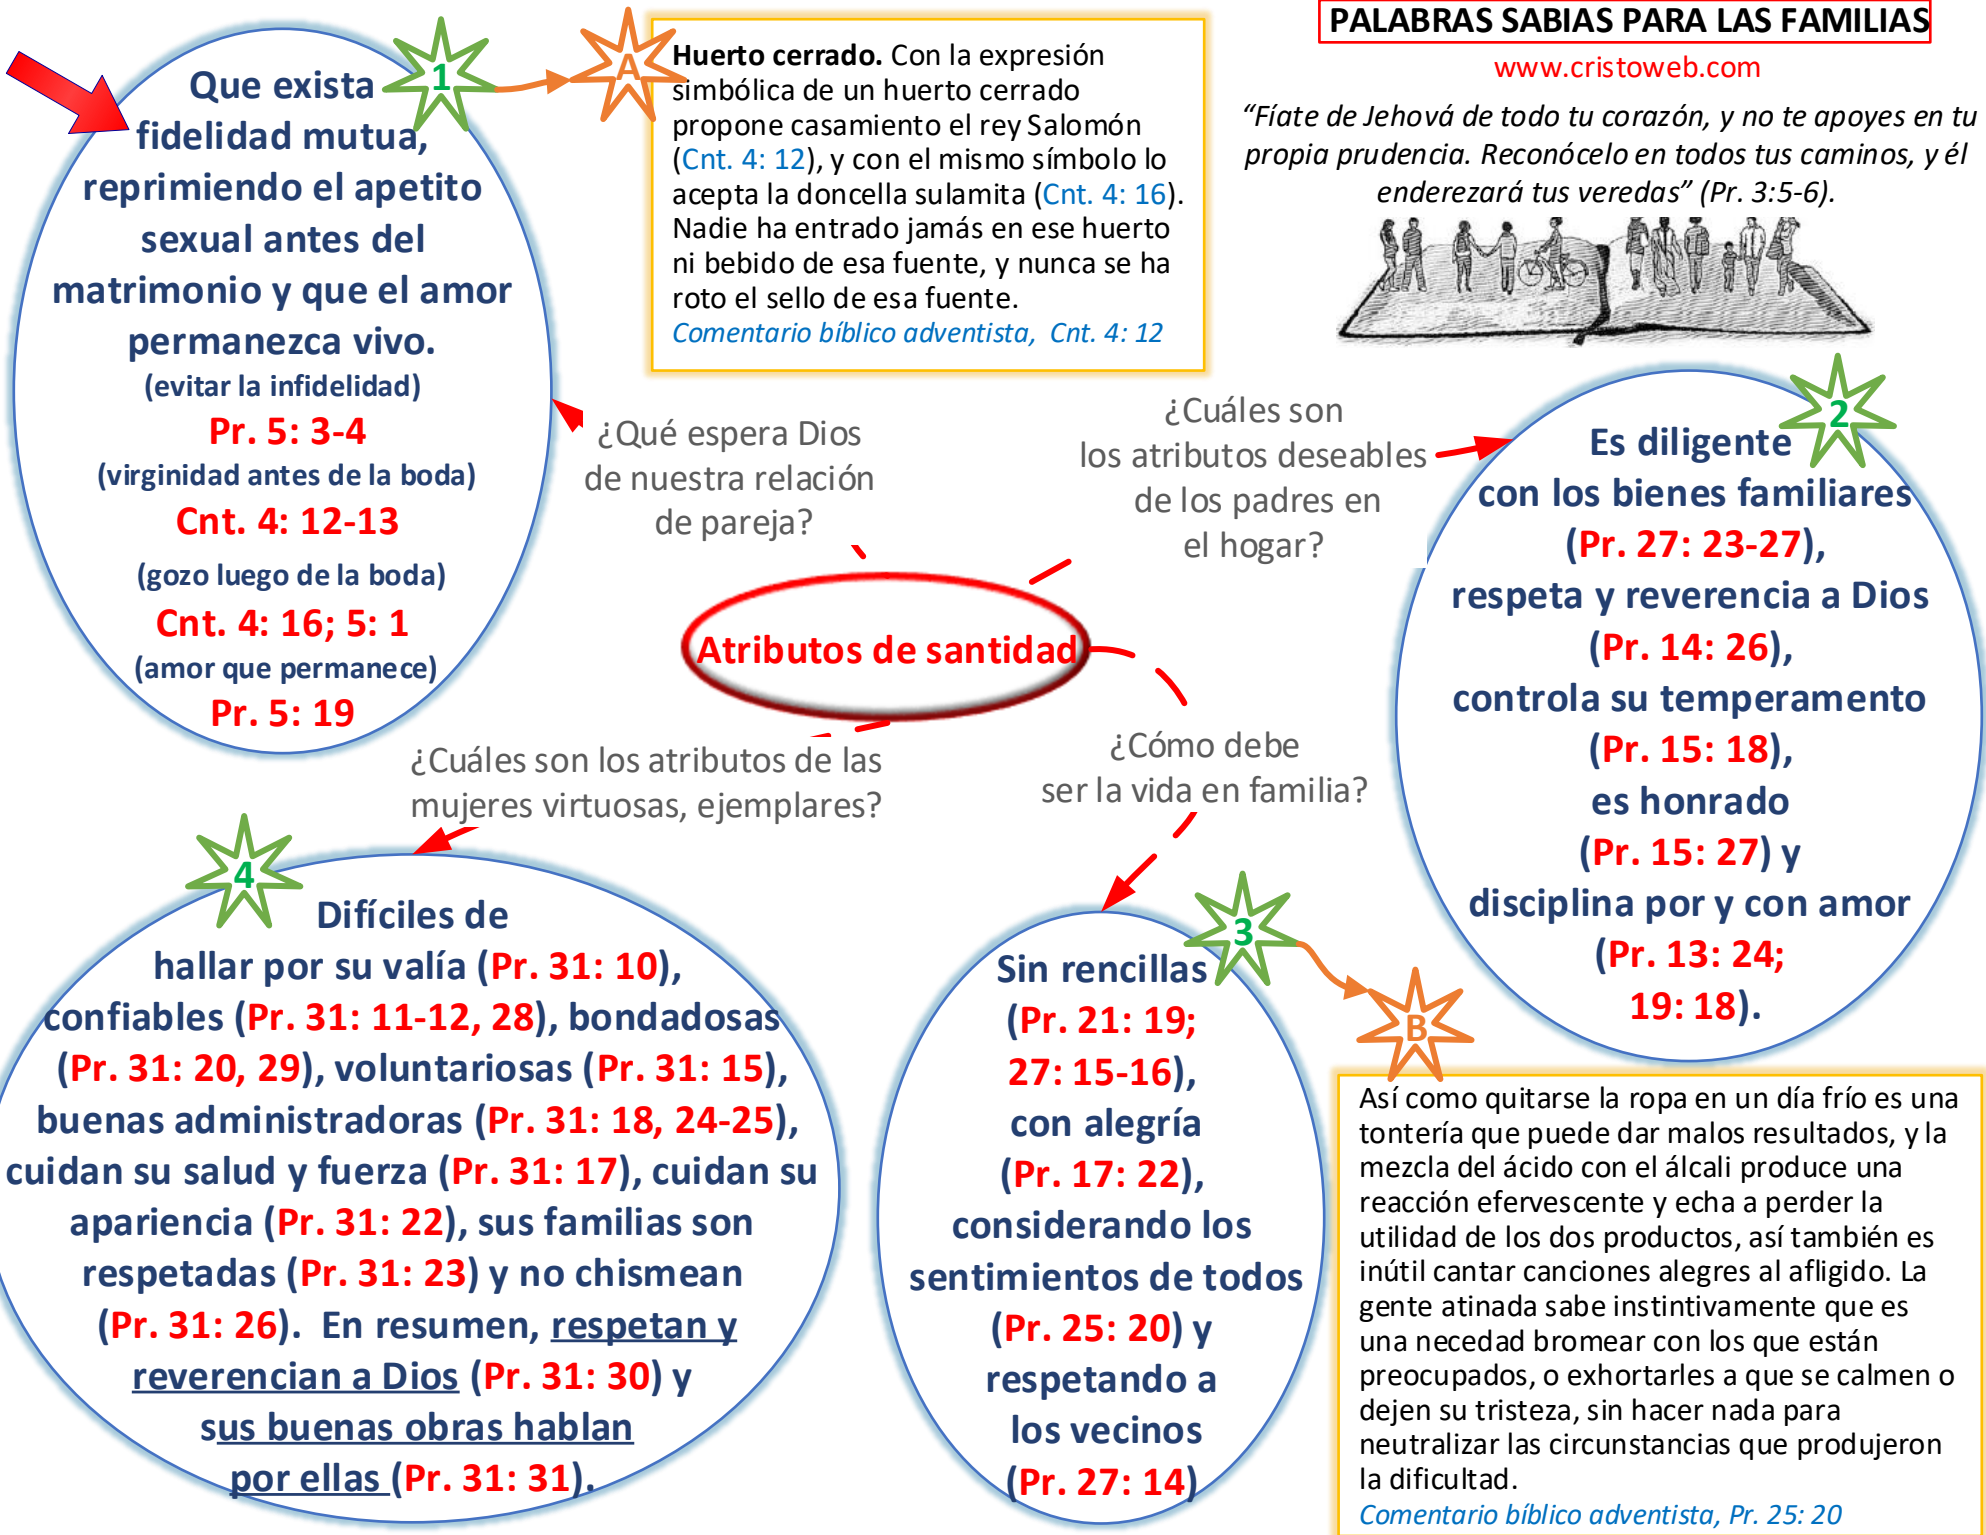 PALABRAS SABIAS PARA LAS FAMILIAS
www.cristoweb.com
“Fíate de Jehová de todo tu corazón, y no te apoyes en tu
propia prudencia. Reconócelo en todos tus caminos, y él
enderezará tus veredas” (Pr. 3:5-6).
Atributos de santidad
¿Qué espera Dios
de nuestra relación
de pareja?
1
Que exista
fidelidad mutua,
reprimiendo el apetito
sexual antes del
matrimonio y que el amor
permanezca vivo.
(evitar la infidelidad)
Pr. 5: 3-4
(virginidad antes de la boda)
Cnt. 4: 12-13
(gozo luego de la boda)
Cnt. 4: 16; 5: 1
(amor que permanece)
Pr. 5: 19
A
Huerto cerrado. Con la expresión
simbólica de un huerto cerrado
propone casamiento el rey Salomón
(Cnt. 4: 12), y con el mismo símbolo lo
acepta la doncella sulamita (Cnt. 4: 16).
Nadie ha entrado jamás en ese huerto
ni bebido de esa fuente, y nunca se ha
roto el sello de esa fuente.
Comentario bíblico adventista, Cnt. 4: 12
¿Cuáles son
los atributos deseables
de los padres en
el hogar?
2
Es diligente
con los bienes familiares
(Pr. 27: 23-27),
respeta y reverencia a Dios
(Pr. 14: 26),
controla su temperamento
(Pr. 15: 18),
es honrado
(Pr. 15: 27) y
disciplina por y con amor
(Pr. 13: 24;
19: 18).
¿Cómo debe
ser la vida en familia?
3
Sin rencillas
(Pr. 21: 19;
27: 15-16),
con alegría
(Pr. 17: 22),
considerando los
sentimientos de todos
(Pr. 25: 20) y
respetando a
los vecinos
(Pr. 27: 14)
B
Así como quitarse la ropa en un día frío es una
tontería que puede dar malos resultados, y la
mezcla del ácido con el álcali produce una
reacción efervescente y echa a perder la
utilidad de los dos productos, así también es
inútil cantar canciones alegres al afligido. La
gente atinada sabe instintivamente que es
una necedad bromear con los que están
preocupados, o exhortarles a que se calmen o
dejen su tristeza, sin hacer nada para
neutralizar las circunstancias que produjeron
la dificultad.
Comentario bíblico adventista, Pr. 25: 20
¿Cuáles son los atributos de las
mujeres virtuosas, ejemplares?
4
Difíciles de
hallar por su valía (Pr. 31: 10),
confiables (Pr. 31: 11-12, 28), bondadosas
(Pr. 31: 20, 29), voluntariosas (Pr. 31: 15),
buenas administradoras (Pr. 31: 18, 24-25),
cuidan su salud y fuerza (Pr. 31: 17), cuidan su
apariencia (Pr. 31: 22), sus familias son
respetadas (Pr. 31: 23) y no chismean
(Pr. 31: 26). En resumen, respetan y
reverencian a Dios (Pr. 31: 30) y
sus buenas obras hablan
por ellas (Pr. 31: 31).